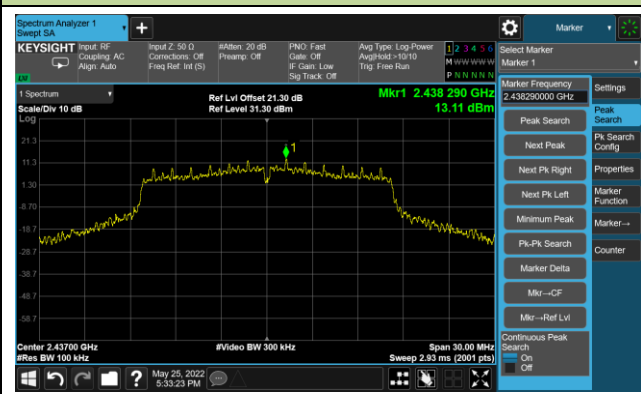 Spectrum Analyzer 1
Swept SA
Marker
KEYSIGHT
Input: RF
Coupling: AC
Align: Auto
Input Z: 50 Ω
Corrections: Off
Freq Ref: Int (S)
#Atten: 20 dB
Preamp: Off
PNO: Fast
Gate: Off
IF Gain: Low
Sig Track: Off
Avg Type: Log-Power
Avg|Hold:>10/10
Trig: Free Run
1 2 3 4 5 6
M W W W W W
P N N N N N
Select Marker
Marker 1
1 Spectrum
Scale/Div 10 dB
Log
Ref Lvl Offset 21.30 dB
Ref Level 31.30 dBm
Mkr1 2.438 290 GHz
13.11 dBm
21.3
11.3
1.30
-8.70
-18.7
-28.7
-38.7
-48.7
-58.7
1
Center 2.43700 GHz
#Res BW 100 kHz
#Video BW 300 kHz
Span 30.00 MHz
Sweep 2.93 ms (2001 pts)
May 25, 2022
5:33:23 PM
Marker Frequency
2.438290000 GHz
Peak Search
Next Peak
Next Pk Right
Next Pk Left
Minimum Peak
Pk-Pk Search
Marker Delta
Mkr→CF
Mkr→Ref Lvl
Continuous Peak
Search
On
Off
Settings
Peak
Search
Pk Search
Config
Properties
Marker
Function
Marker→
Counter